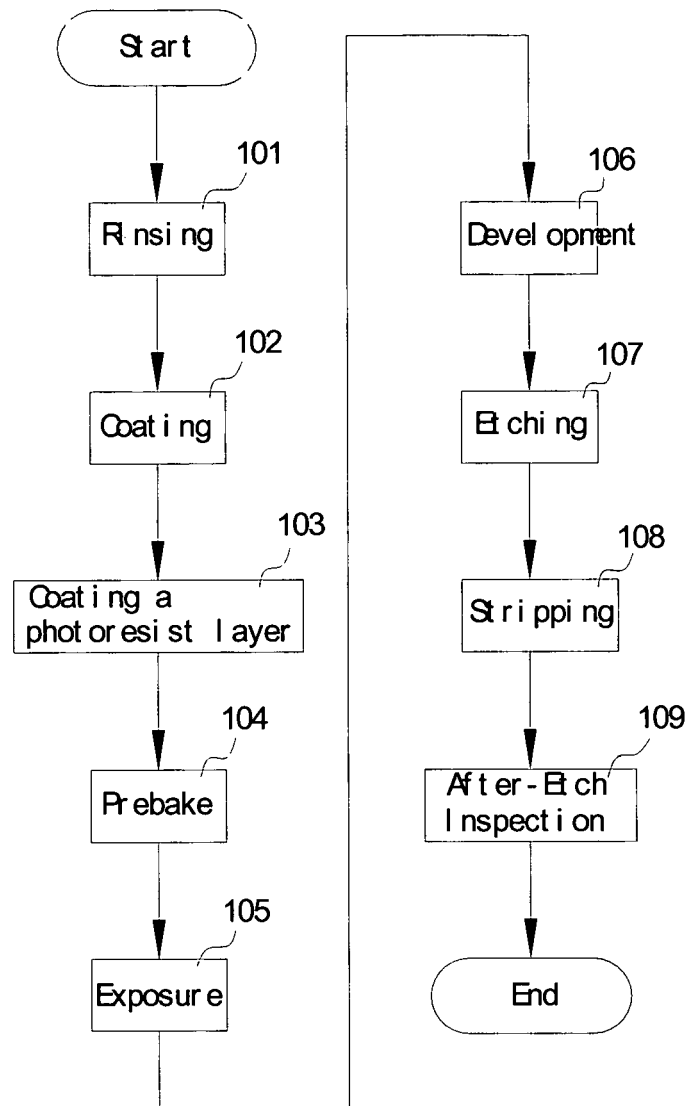 Start
101
Rinsing
102
Coating
103
Coating a
photoresist layer
104
Prebake
105
Exposure
106
Development
107
Etching
108
Stripping
109
After-Etch
Inspection
End